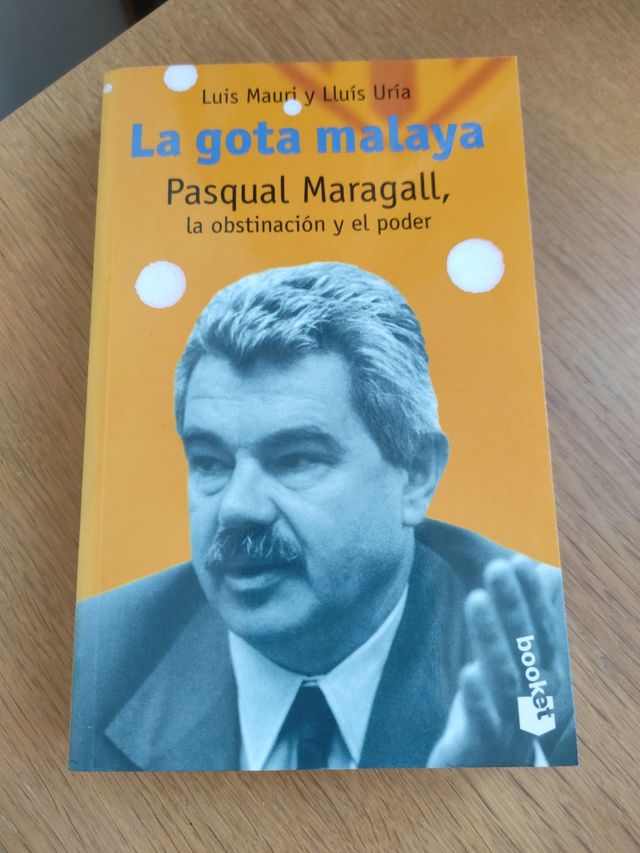 Luis Mauri y Lluís Uría
La gota malaya
Pasqual Maragall,
la obstinación y el poder
booket